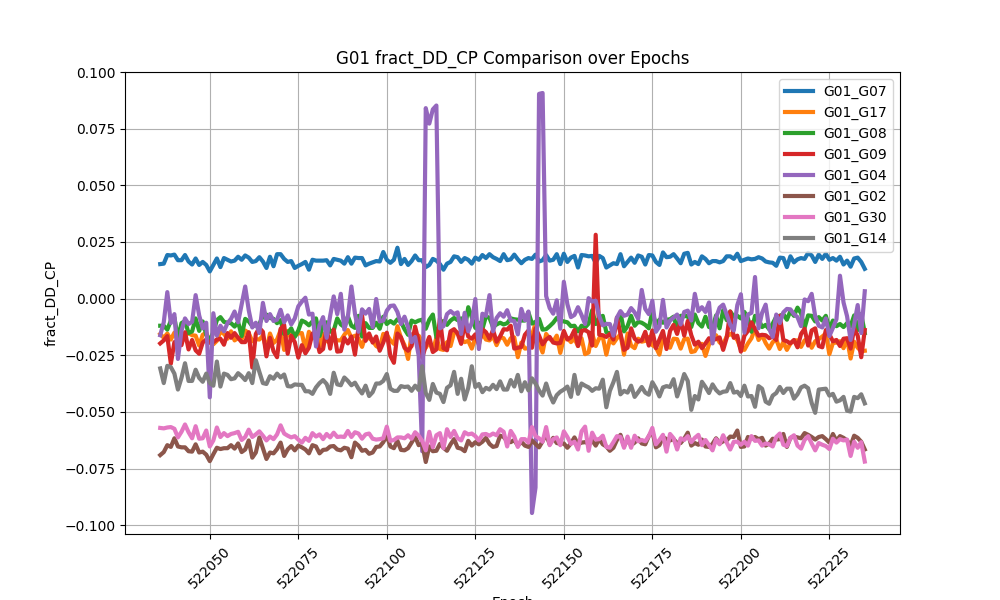 G01 fract_DD_CP Comparison over Epochs
fract_DD_CP
0.100
0.075
0.050
0.025
0.000
−0.025
−0.050
−0.075
−0.100
G01_G07
G01_G17
G01_G08
G01_G09
G01_G04
G01_G02
G01_G30
G01_G14
522050
522075
522100
522125
522150
522175
522200
522225
Epoch